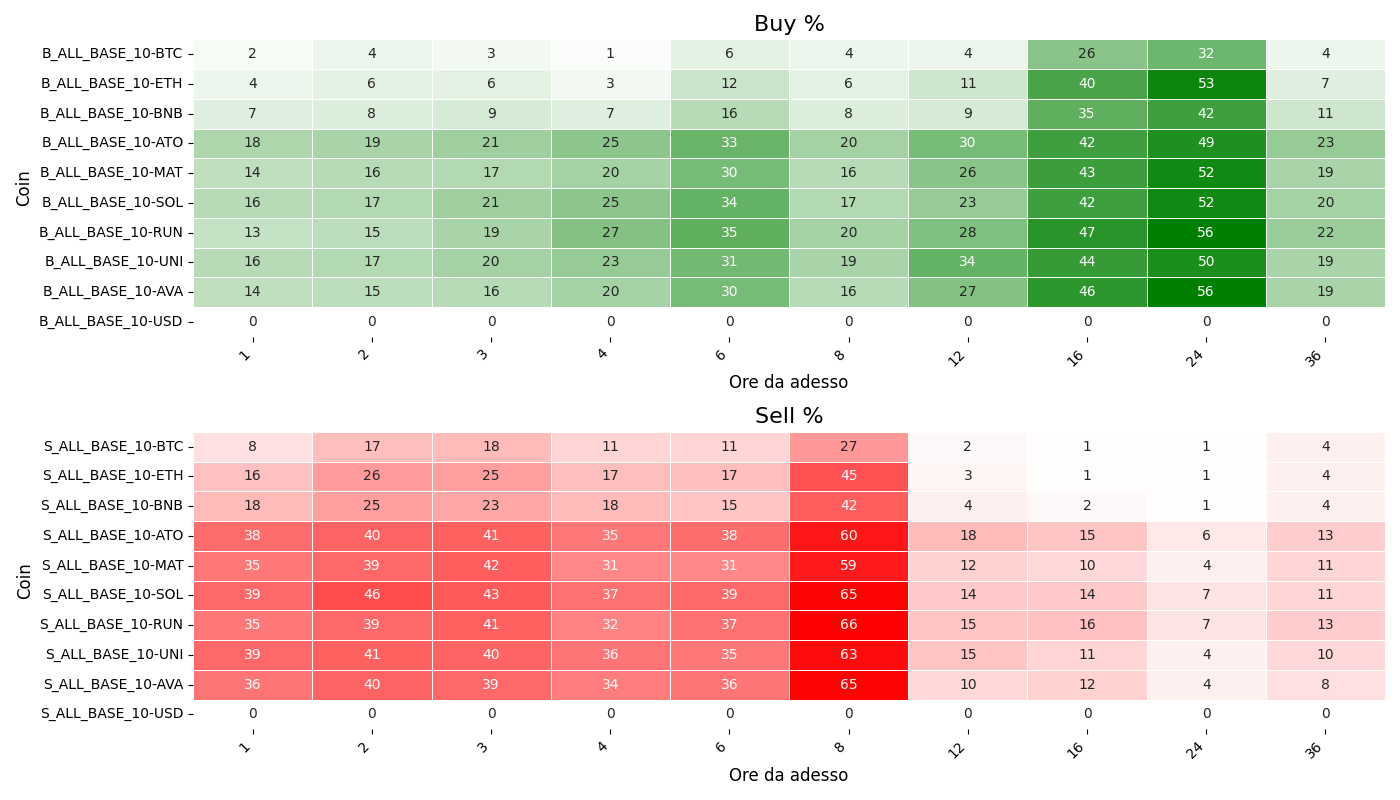 Buy %
Coin
B_ALL_BASE_10-BTC 2 4 3 1 6 4 4 26 32 4
B_ALL_BASE_10-ETH 4 6 6 3 12 6 11 40 53 7
B_ALL_BASE_10-BNB 7 8 9 7 16 8 9 35 42 11
B_ALL_BASE_10-ATO 18 19 21 25 33 20 30 42 49 23
B_ALL_BASE_10-MAT 14 16 17 20 30 16 26 43 52 19
B_ALL_BASE_10-SOL 16 17 21 25 34 17 23 42 52 20
B_ALL_BASE_10-RUN 13 15 19 27 35 20 28 47 56 22
B_ALL_BASE_10-UNI 16 17 20 23 31 19 34 44 50 19
B_ALL_BASE_10-AVA 14 15 16 20 30 16 27 46 56 19
B_ALL_BASE_10-USD 0 0 0 0 0 0 0 0 0 0
1 2 3 4 6 8 12 16 24 36
Ore da adesso
Sell %
Coin
S_ALL_BASE_10-BTC 8 17 18 11 11 27 2 1 1 4
S_ALL_BASE_10-ETH 16 26 25 17 17 45 3 1 1 4
S_ALL_BASE_10-BNB 18 25 23 18 15 42 4 2 1 4
S_ALL_BASE_10-ATO 38 40 41 35 38 60 18 15 6 13
S_ALL_BASE_10-MAT 35 39 42 31 31 59 12 10 4 11
S_ALL_BASE_10-SOL 39 46 43 37 39 65 14 14 7 11
S_ALL_BASE_10-RUN 35 39 41 32 37 66 15 16 7 13
S_ALL_BASE_10-UNI 39 41 40 36 35 63 15 11 4 10
S_ALL_BASE_10-AVA 36 40 39 34 36 65 10 12 4 8
S_ALL_BASE_10-USD 0 0 0 0 0 0 0 0 0 0
1 2 3 4 6 8 12 16 24 36
Ore da adesso